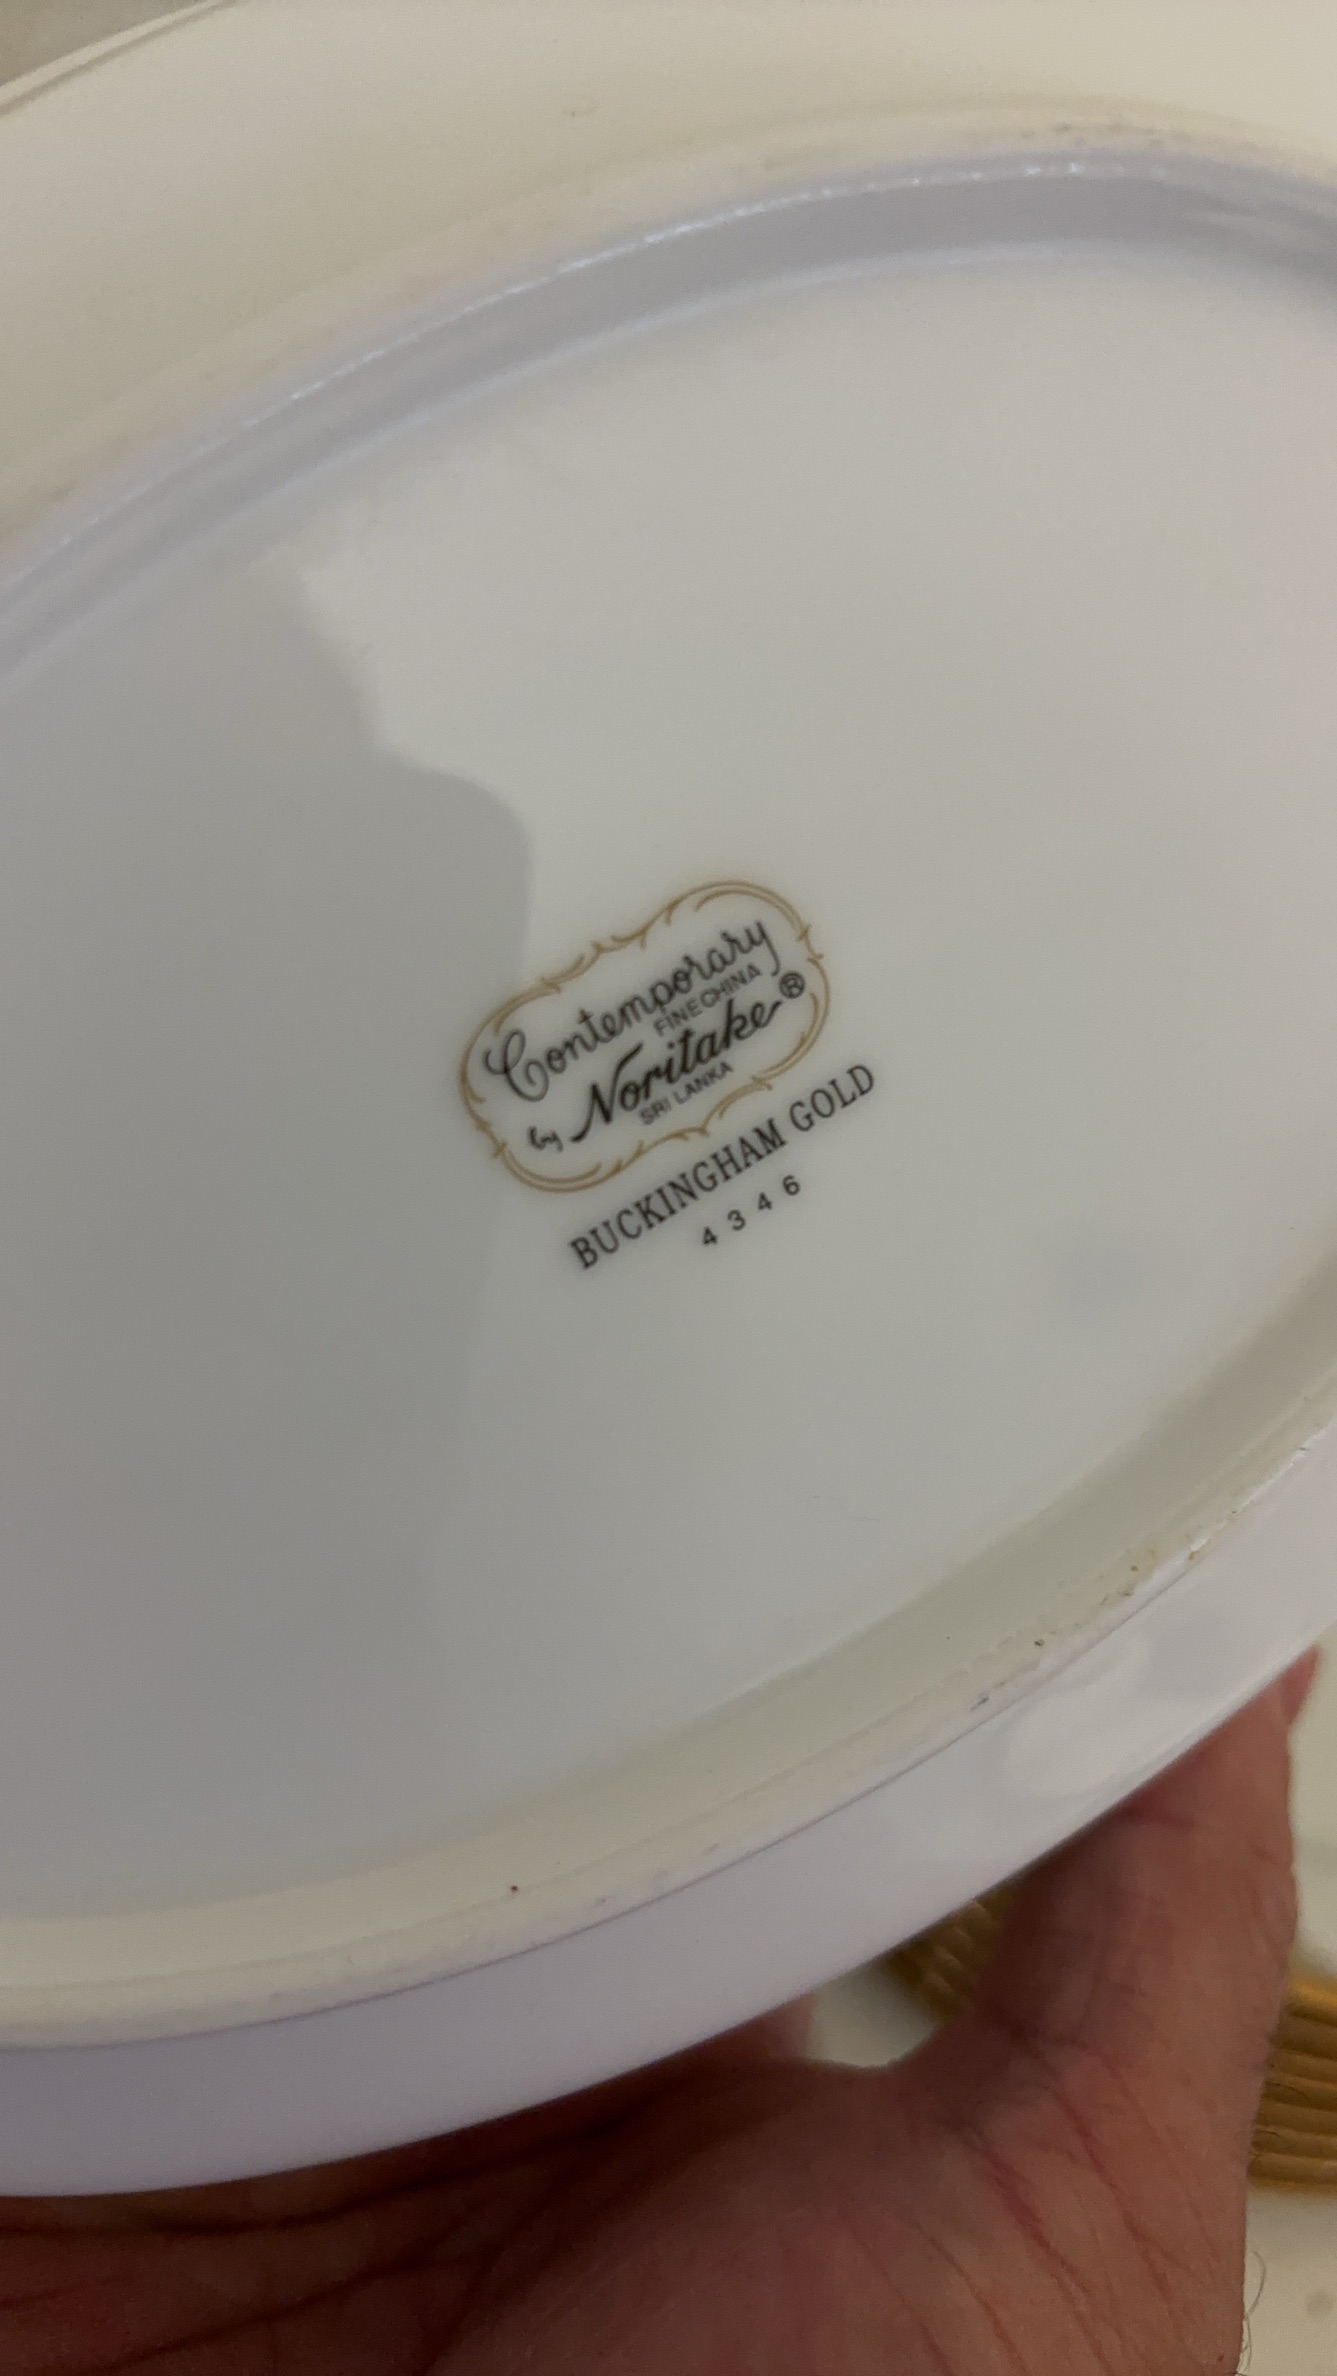 Contemporary
FINE CHINA
by Noritake®
SRI LANKA
BUCKINGHAM GOLD
4346